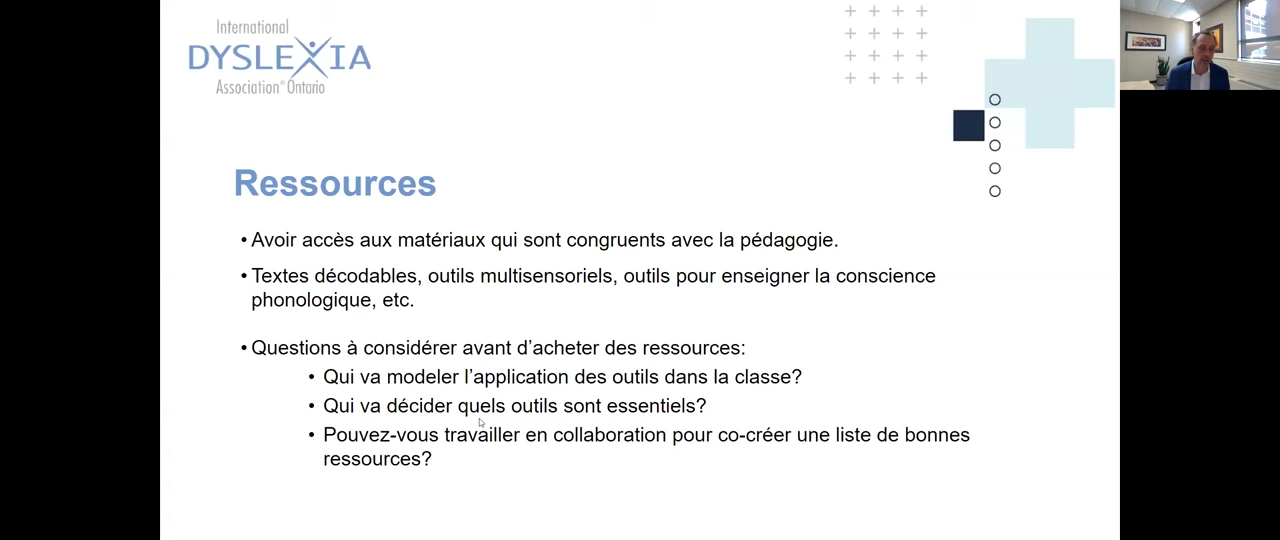 International
DYSLEXIA
Association® Ontario
Ressources
• Avoir accès aux matériaux qui sont congruents avec la pédagogie.
• Textes décodables, outils multisensoriels, outils pour enseigner la conscience
phonologique, etc.
• Questions à considérer avant d'acheter des ressources:
• Qui va modeler l'application des outils dans la classe?
• Qui va décider quels outils sont essentiels?
• Pouvez-vous travailler en collaboration pour co-créer une liste de bonnes
ressources?